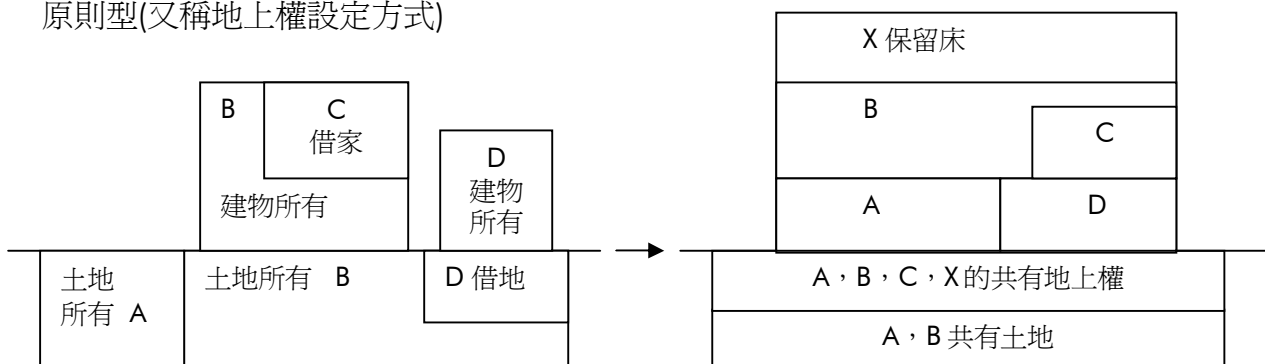 原則型(又稱地上權設定方式)
B
C
借家
建物所有
D
建物
所有
土地
所有 A
土地所有 B
D 借地
X 保留床
B
C
A
D
A，B，C，X的共有地上權
A，B 共有土地